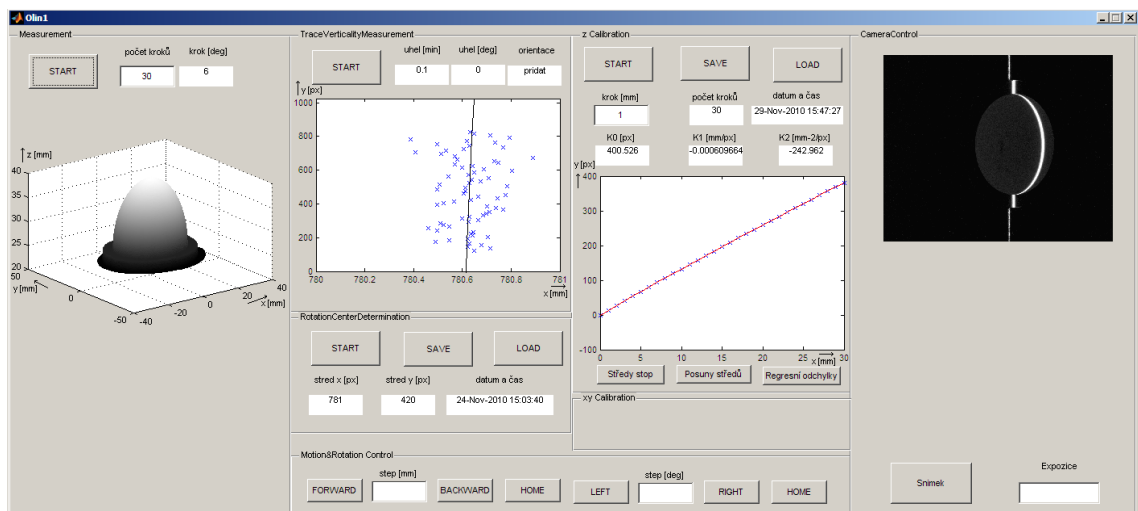 Olin1
Measurement
počet kroků krok [deg]
START 30 6
z [mm]
40
35
30
25
20
50
y [mm] 0
-50 -40 -20 0 20 40
x [mm]
TraceVerticalityMeasurement
uhel [min] uhel [deg] orientace
START 0.1 0 pridat
y [px]
1000
800
600
400
200
0
780 780.2 780.4 780.6 780.8 781
x [mm]
RotationCenterDetermination
START SAVE LOAD
stred x [px] stred y [px] datum a čas
781 420 24-Nov-2010 15:03:40
z Calibration
START SAVE LOAD
krok [mm] počet kroků datum a čas
1 30 29-Nov-2010 15:47:27
K0 [px] K1 [mm/px] K2 [mm-2/px]
400.526 -0.000609664 -242.962
y [px]
400
300
200
100
0
-100
0 5 10 15 20 25 30
x [mm]
Středy stop Posuny středů Regresní odchylky
xy Calibration
Motion&Rotation Control
step [mm] step [deg]
FORWARD BACKWARD HOME LEFT RIGHT HOME
CameraControl
Expozice
Snimek